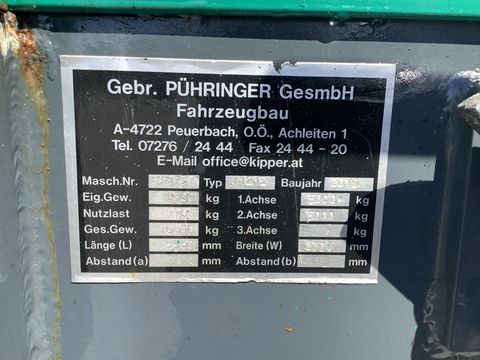 Gebr. PÜHRINGER GesmbH
Fahrzeugbau
A-4722 Peuerbach, O.Ö., Achleiten 1
Tel. 07276 / 24 44 Fax 24 44 - 20
E-Mail office@kipper.at
Masch.Nr. Typ Baujahr
Eig.Gew. kg 1.Achse kg
Nutzlast kg 2.Achse kg
Ges.Gew. kg 3.Achse kg
Länge (L) mm Breite (W) mm
Abstand (a) mm Abstand (b) mm